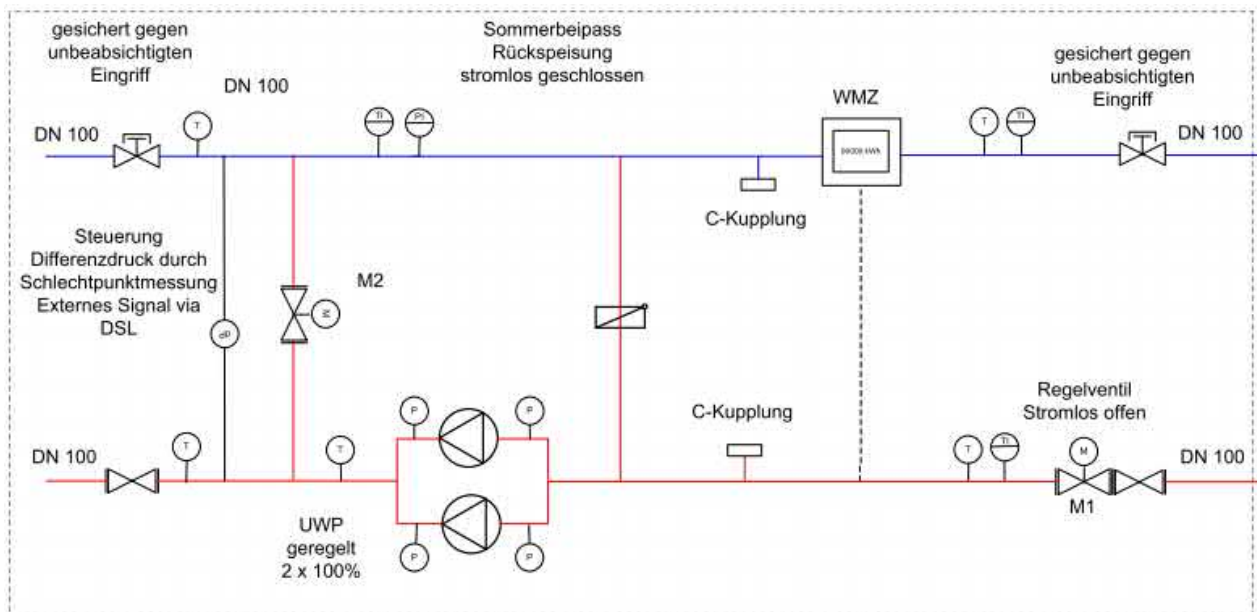 gesichert gegen
unbeabsichtigten
Eingriff
Sommerbeipass
Rückspeisung
stromlos geschlossen
gesichert gegen
unbeabsichtigten
Eingriff
DN 100
WMZ
DN 100
T
TI
PI
T
TI
DN 100
C-Kupplung
Steuerung
Differenzdruck durch
Schlechtpunktmessung
Externes Signal via
DSL
M2
M
dP
C-Kupplung
Regelventil
Stromlos offen
P
P
DN 100
T
T
T
TI
M
DN 100
M1
UWP
geregelt
2 x 100%
P
P